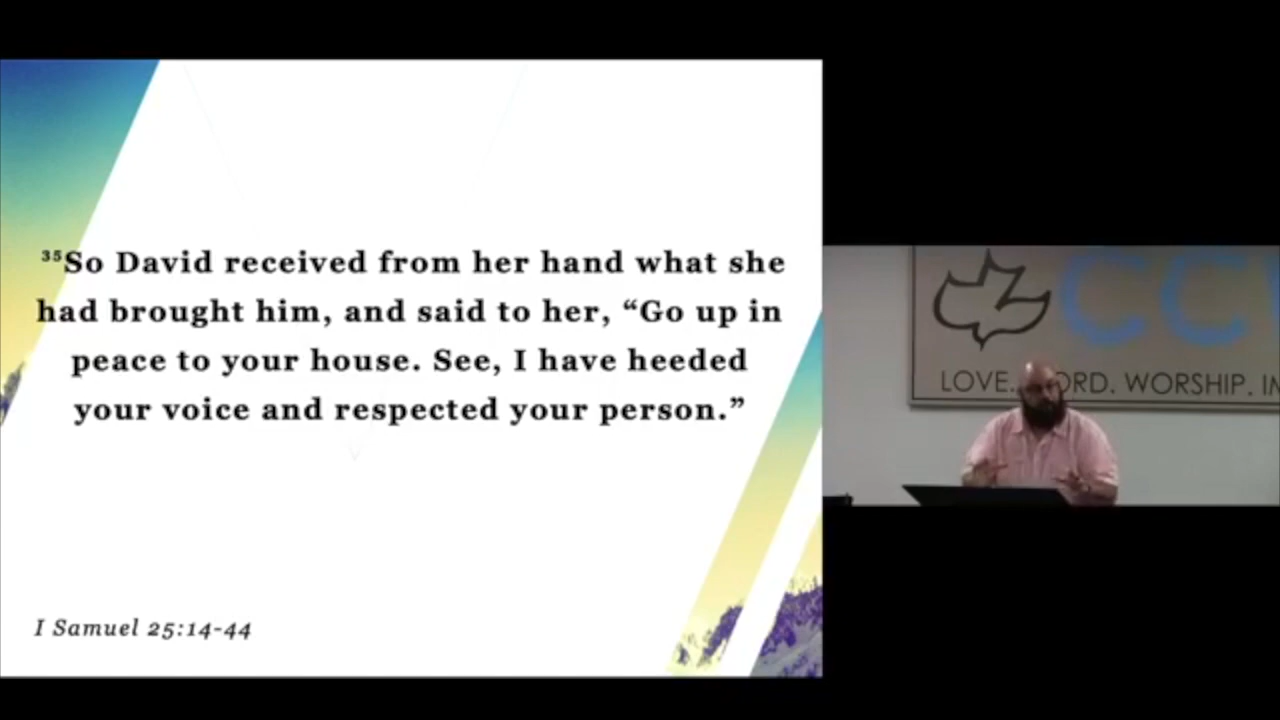 ³⁵So David received from her hand what she
had brought him, and said to her, “Go up in
peace to your house. See, I have heeded
your voice and respected your person.”
I Samuel 25:14-44
CC
LOVE. WORSHIP.